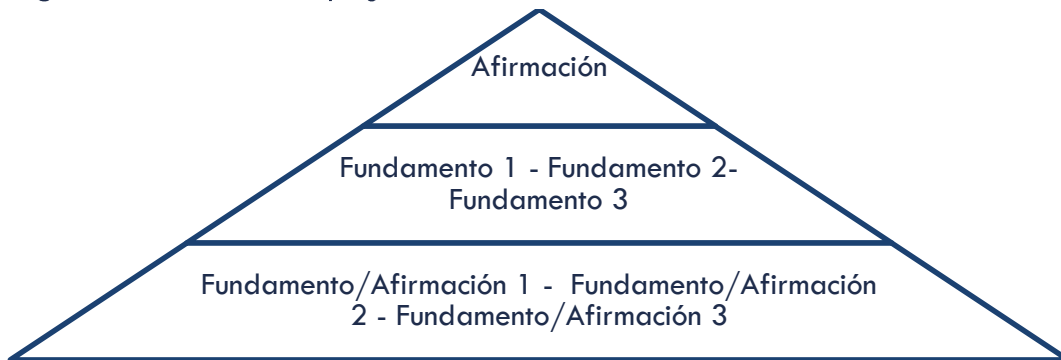 Afirmación
Fundamento 1 - Fundamento 2-
Fundamento 3
Fundamento/Afirmación 1 - Fundamento/Afirmación
2 - Fundamento/Afirmación 3